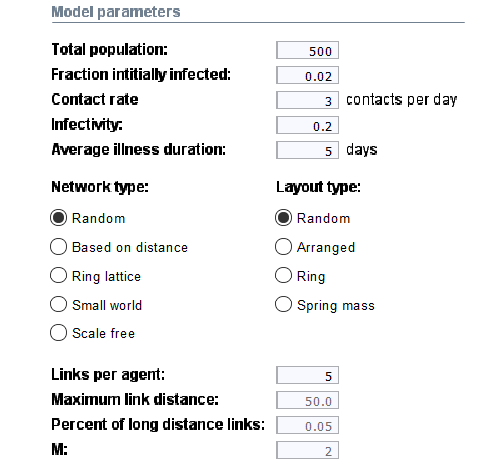 Model parameters
Total population: 500
Fraction intitially infected: 0.02
Contact rate 3 contacts per day
Infectivity: 0.2
Average illness duration: 5 days
Network type: Layout type:
Random Random
Based on distance Arranged
Ring lattice Ring
Small world Spring mass
Scale free
Links per agent: 5
Maximum link distance: 50.0
Percent of long distance links: 0.05
M: 2